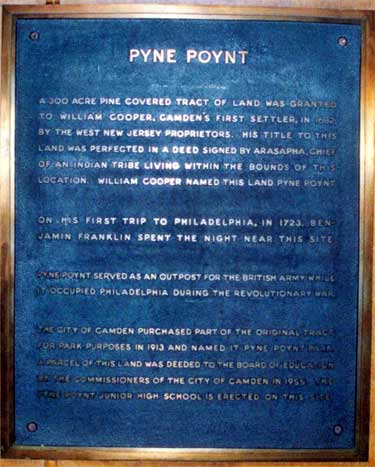 PYNE POYNT
A 300 ACRE PINE COVERED TRACT OF LAND WAS GRANTED
TO WILLIAM COOPER, CAMDEN'S FIRST SETTLER, IN 1682,
BY THE WEST NEW JERSEY PROPRIETORS. HIS TITLE TO THIS
LAND WAS PERFECTED IN A DEED SIGNED BY ARASAPHA, CHIEF
OF AN INDIAN TRIBE LIVING WITHIN THE BOUNDS OF THIS
LOCATION. WILLIAM COOPER NAMED THIS LAND PYNE POYNT
ON HIS FIRST TRIP TO PHILADELPHIA, IN 1723, BEN-
JAMIN FRANKLIN SPENT THE NIGHT NEAR THIS SITE
PYNE POYNT SERVED AS AN OUTPOST FOR THE BRITISH ARMY WHILE
IT OCCUPIED PHILADELPHIA DURING THE REVOLUTIONARY WAR
THE CITY OF CAMDEN PURCHASED PART OF THE ORIGINAL TRACT
FOR PARK PURPOSES IN 1913 AND NAMED IT PYNE POYNT PARK
A PARCEL OF THIS LAND WAS DEEDED TO THE BOARD OF EDUCATION
BY THE COMMISSIONERS OF THE CITY OF CAMDEN IN 1955. THE
PYNE POYNT JUNIOR HIGH SCHOOL IS ERECTED ON THIS SITE